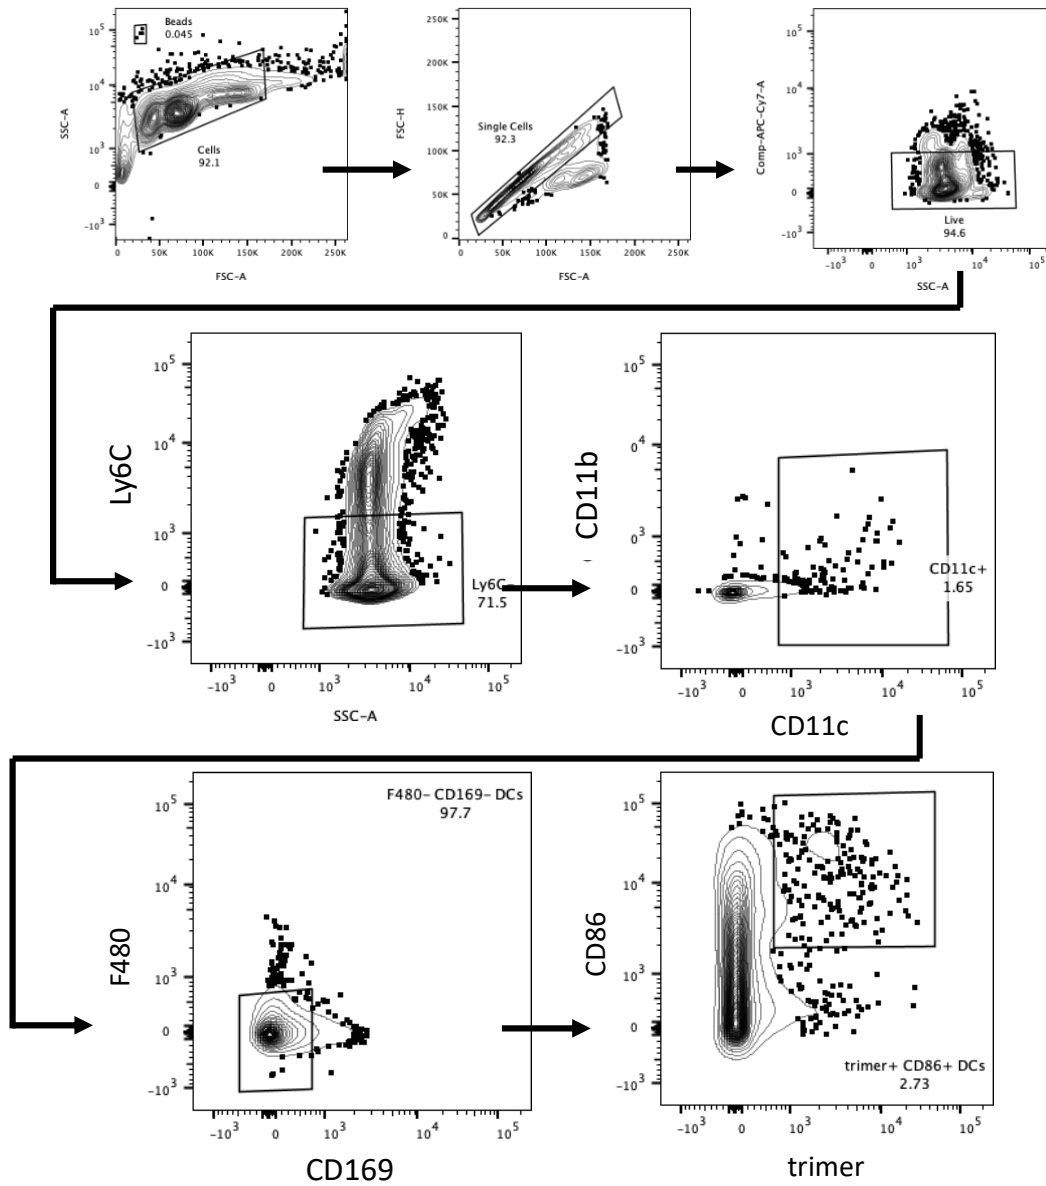 Beads
0.045
SSC-A
10^5
10^4
10^3
0
-10^3
Cells
92.1
0 50K 100K 150K 200K 250K
FSC-A
FSC-H
250K
200K
150K
100K
50K
0
Single Cells
92.3
0 50K 100K 150K 200K 250K
FSC-A
Comp-APC-Cy7-A
10^5
10^4
10^3
0
-10^3
Live
94.6
-10^3 0 10^3 10^4 10^5
SSC-A
Ly6C
10^5
10^4
10^3
0
-10^3
Ly6C-
71.5
-10^3 0 10^3 10^4 10^5
SSC-A
CD11b
10^5
0^4
0^3
0
-10^3
CD11c+
1.65
-10^3 0 10^3 10^4 10^5
CD11c
F480
10^5
10^4
10^3
0
-10^3
F480- CD169- DCs
97.7
-10^3 0 10^3 10^4 10^5
CD169
CD86
10^5
10^4
10^3
0
-10^3
trimer+ CD86+ DCs
2.73
-10^3 0 10^3 10^4 10^5
trimer